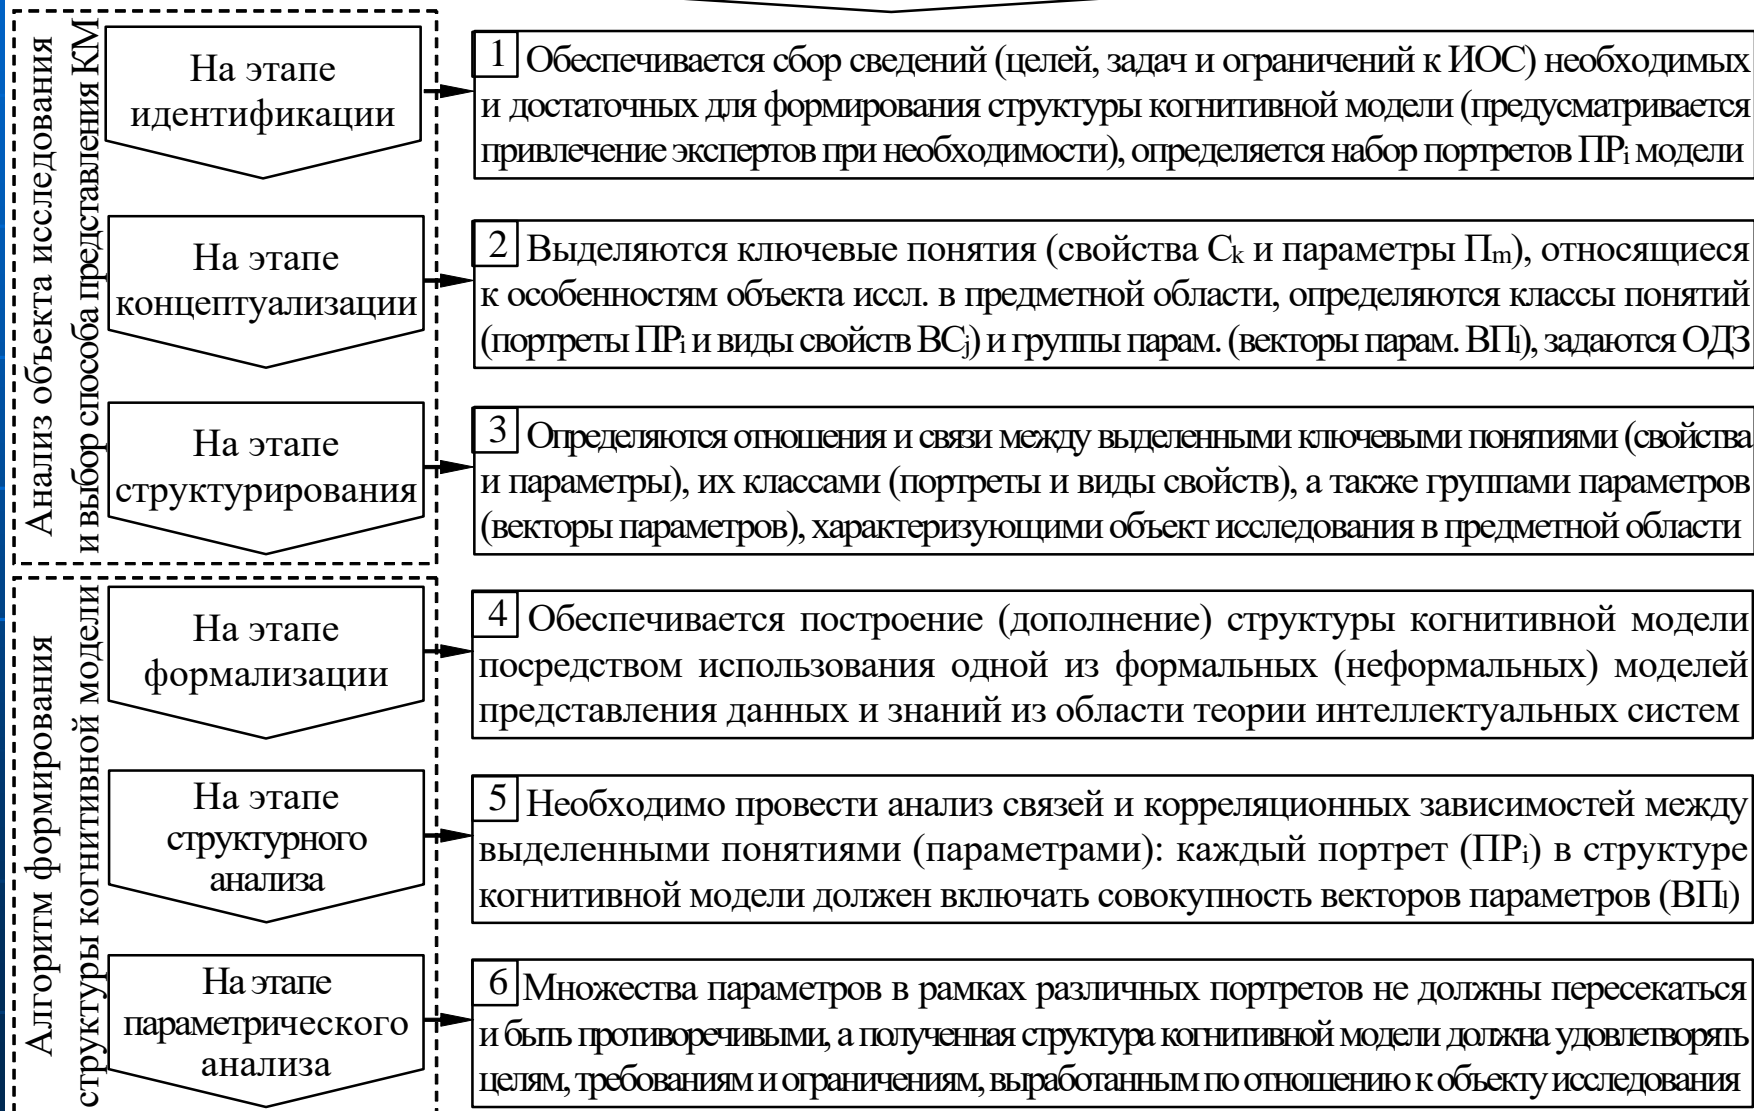 Анализ объекта исследования
и выбор способа представления КМ
На этапе
идентификации
1 Обеспечивается сбор сведений (целей, задач и ограничений к ИОС) необходимых
и достаточных для формирования структуры когнитивной модели (предусматривается
привлечение экспертов при необходимости), определяется набор портретов ПРi модели
На этапе
концептуализации
2 Выделяются ключевые понятия (свойства Ck и параметры Пm), относящиеся
к особенностям объекта иссл. в предметной области, определяются классы понятий
(портреты ПРi и виды свойств ВСj) и группы парам. (векторы парам. ВПl), задаются ОДЗ
На этапе
структурирования
3 Определяются отношения и связи между выделенными ключевыми понятиями (свойства
и параметры), их классами (портреты и виды свойств), а также группами параметров
(векторы параметров), характеризующими объект исследования в предметной области
Алгоритм формирования
структуры когнитивной модели
На этапе
формализации
4 Обеспечивается построение (дополнение) структуры когнитивной модели
посредством использования одной из формальных (неформальных) моделей
представления данных и знаний из области теории интеллектуальных систем
На этапе
структурного
анализа
5 Необходимо провести анализ связей и корреляционных зависимостей между
выделенными понятиями (параметрами): каждый портрет (ПРi) в структуре
когнитивной модели должен включать совокупность векторов параметров (ВПl)
На этапе
параметрического
анализа
6 Множества параметров в рамках различных портретов не должны пересекаться
и быть противоречивыми, а полученная структура когнитивной модели должна удовлетворять
целям, требованиям и ограничениям, выработанным по отношению к объекту исследования